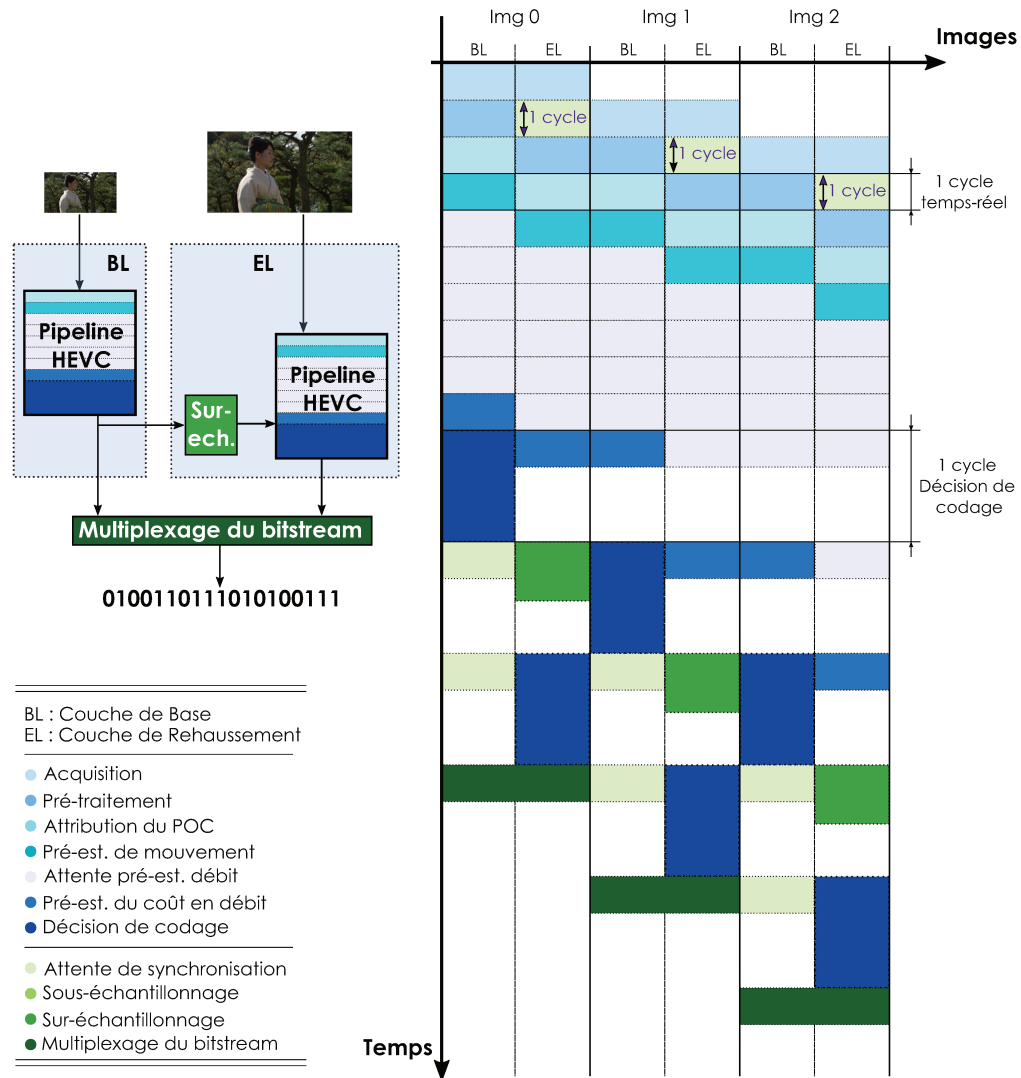 Img 0
Img 1
Img 2
Images
BL
EL
BL
EL
BL
EL
1 cycle
1 cycle
1 cycle
1 cycle
temps-réel
BL
EL
Pipeline
HEVC
Pipeline
HEVC
Sur-
ech.
1 cycle
Décision de
codage
Multiplexage du bitstream
0100110111010100111
BL : Couche de Base
EL : Couche de Rehaussement
Acquisition
Pré-traitement
Attribution du POC
Pré-est. de mouvement
Attente pré-est. débit
Pré-est. du coût en débit
Décision de codage
Attente de synchronisation
Sous-échantillonnage
Sur-échantillonnage
Multiplexage du bitstream
Temps